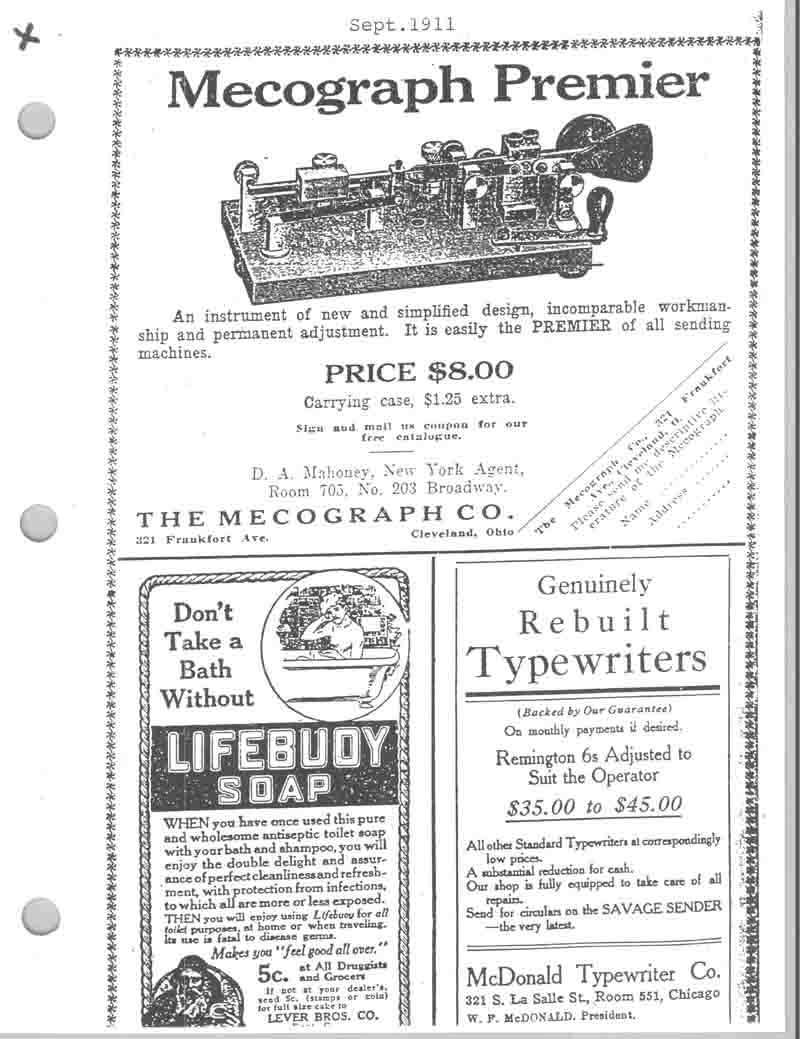 Sept.1911
Mecograph Premier
An instrument of new and simplified design, incomparable workman-
ship and permanent adjustment. It is easily the PREMIER of all sending
machines.
PRICE $8.00
Carrying case, $1.25 extra.
Sign and mail us coupon for our
free catalogue.
D. A. Mahoney, New York Agent,
Room 705, No. 203 Broadway.
THE MECOGRAPH CO.
321 Frankfort Ave. Cleveland, Ohio
The Mecograph Co., 321 Frankfort
Ave., Cleveland, O.
Please send my descriptive lit-
erature of the Mecograph.
Name
Address
Don't
Take a
Bath
Without
LIFEBUOY
SOAP
WHEN you have once used this pure
and wholesome antiseptic toilet soap
with your bath and shampoo, you will
enjoy the double delight and assur-
ance of perfect cleanliness and refresh-
ment, with protection from infections,
to which all are more or less exposed.
THEN you will enjoy using Lifebuoy for all
toilet purposes, at home or when traveling.
Its use is fatal to disease germs.
Makes you "feel good all over."
5c. at All Druggists
and Grocers
If not at your dealer's,
send 5c. (stamps or coin)
for full size cake to
LEVER BROS. CO.
Genuinely
Rebuilt
Typewriters
(Backed by Our Guarantee)
On monthly payments if desired.
Remington 6s Adjusted to
Suit the Operator
$35.00 to $45.00
All other Standard Typewriters at correspondingly
low prices.
A substantial reduction for cash.
Our shop is fully equipped to take care of all
repairs.
Send for circulars on the SAVAGE SENDER
—the very latest.
McDonald Typewriter Co.
321 S. La Salle St., Room 551, Chicago
W. F. McDONALD. President.